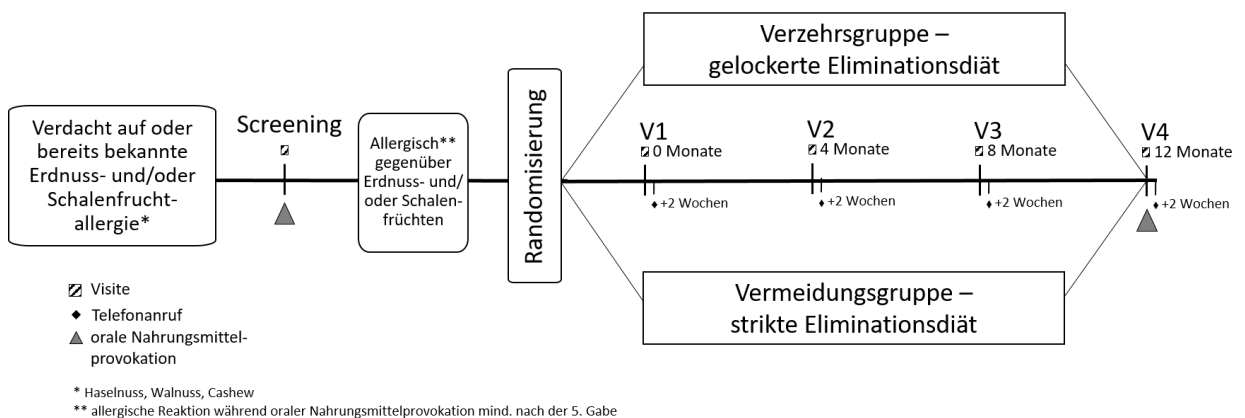 Verdacht auf oder
bereits bekannte
Erdnuss- und/oder
Schalenfrucht-
allergie*
Screening
Allergisch**
gegenüber
Erdnuss- und/
oder Schalen-
früchten
Randomisierung
Verzehrsgruppe –
gelockerte Eliminationsdiät
V1
0 Monate
+2 Wochen
V2
4 Monate
+2 Wochen
V3
8 Monate
+2 Wochen
V4
12 Monate
+2 Wochen
Vermeidungsgruppe –
strikte Eliminationsdiät
Visite
Telefonanruf
orale Nahrungsmittel-
provokation
* Haselnuss, Walnuss, Cashew
** allergische Reaktion während oraler Nahrungsmittelprovokation mind. nach der 5. Gabe